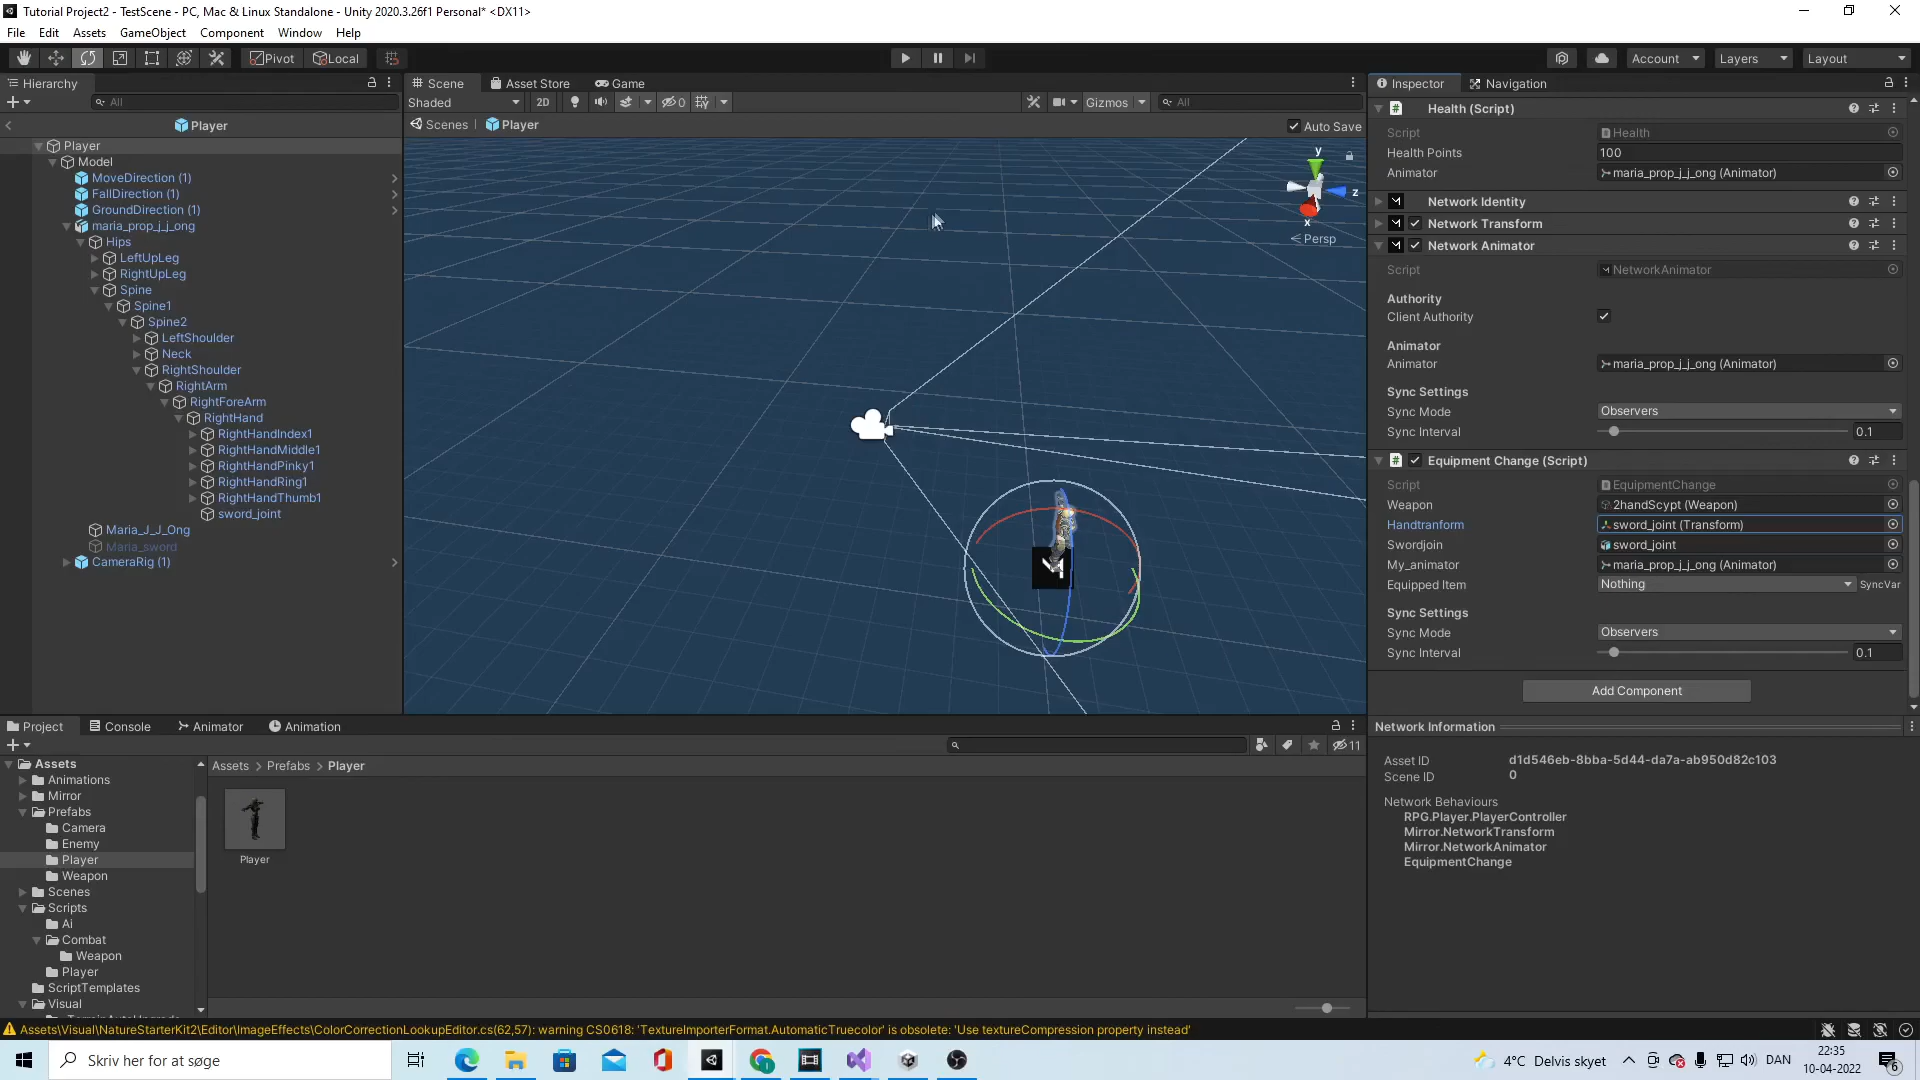 Tutorial Project2 - TestScene - PC, Mac & Linux Standalone - Unity 2020.3.26f1 Personal* <DX11>
File Edit Assets GameObject Component Window Help
Pivot Local Account Layers Layout
Hierarchy Scene Asset Store Game Inspector Navigation
All Shaded 2D 0 Gizmos All
Player Scenes Player Auto Save
Player
Model
MoveDirection (1)
FallDirection (1)
GroundDirection (1)
maria_prop_j_j_ong
Hips
LeftUpLeg
RightUpLeg
Spine
Spine1
Spine2
LeftShoulder
Neck
RightShoulder
RightArm
RightForeArm
RightHand
RightHandIndex1
RightHandMiddle1
RightHandPinky1
RightHandRing1
RightHandThumb1
sword_joint
Maria_J_J_Ong
Maria_sword
CameraRig (1)
y
z
x
Persp
Health (Script)
Script Health
Health Points 100
Animator maria_prop_j_j_ong (Animator)
Network Identity
Network Transform
Network Animator
Script NetworkAnimator
Authority
Client Authority
Animator
Animator maria_prop_j_j_ong (Animator)
Sync Settings
Sync Mode Observers
Sync Interval 0.1
Equipment Change (Script)
Script EquipmentChange
Weapon 2handScypt (Weapon)
Handtranform sword_joint (Transform)
Swordjoin sword_joint
My_animator maria_prop_j_j_ong (Animator)
Equipped Item Nothing SyncVar
Sync Settings
Sync Mode Observers
Sync Interval 0.1
Add Component
Project Console Animator Animation
11
Assets
Animations
Mirror
Prefabs
Camera
Enemy
Player
Weapon
Scenes
Scripts
Ai
Combat
Weapon
Player
ScriptTemplates
Visual
Assets > Prefabs > Player
Player
Network Information
Asset ID d1d546eb-8bba-5d44-da7a-ab950d82c103
Scene ID 0
Network Behaviours
RPG.Player.PlayerController
Mirror.NetworkTransform
Mirror.NetworkAnimator
EquipmentChange
Assets\Visual\NatureStarterKit2\Editor\ImageEffects\ColorCorrectionLookupEditor.cs(62,57): warning CS0618: 'TextureImporterFormat.AutomaticTruecolor' is obsolete: 'Use textureCompression property instead'
Skriv her for at søge
4°C Delvis skyet DAN
22:35
10-04-2022
6